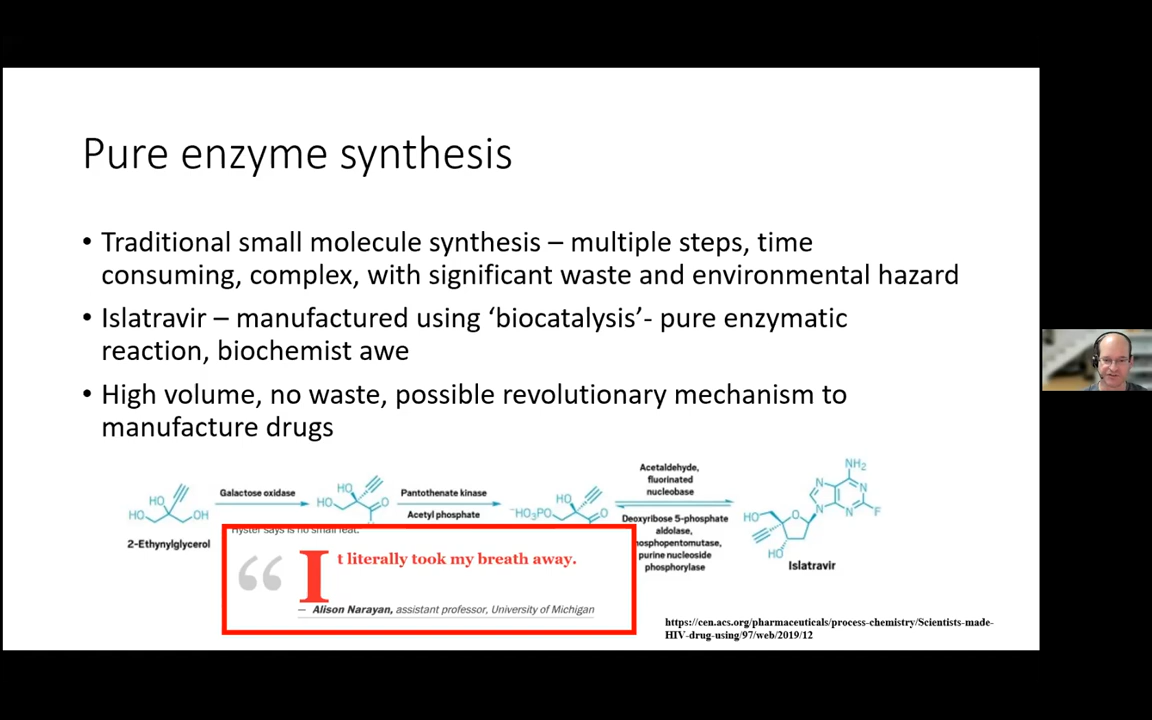 Pure enzyme synthesis
• Traditional small molecule synthesis – multiple steps, time
consuming, complex, with significant waste and environmental hazard
• Islatravir – manufactured using ‘biocatalysis’- pure enzymatic
reaction, biochemist awe
• High volume, no waste, possible revolutionary mechanism to
manufacture drugs
HO
HO
OH
2-Ethynylglycerol
Galactose oxidase
HO
HO
O
Pantothenate kinase
Acetyl phosphate
HO
⁻HO₃PO
O
Acetaldehyde,
fluorinated
nucleobase
Deoxyribose 5-phosphate
aldolase,
hosphopentomutase,
purine nucleoside
phosphorylase
NH₂
N
N
N
N
F
HO
O
HO
Islatravir
Hyster says is no small feat.
“ It literally took my breath away.
— Alison Narayan, assistant professor, University of Michigan
https://cen.acs.org/pharmaceuticals/process-chemistry/Scientists-made-
HIV-drug-using/97/web/2019/12